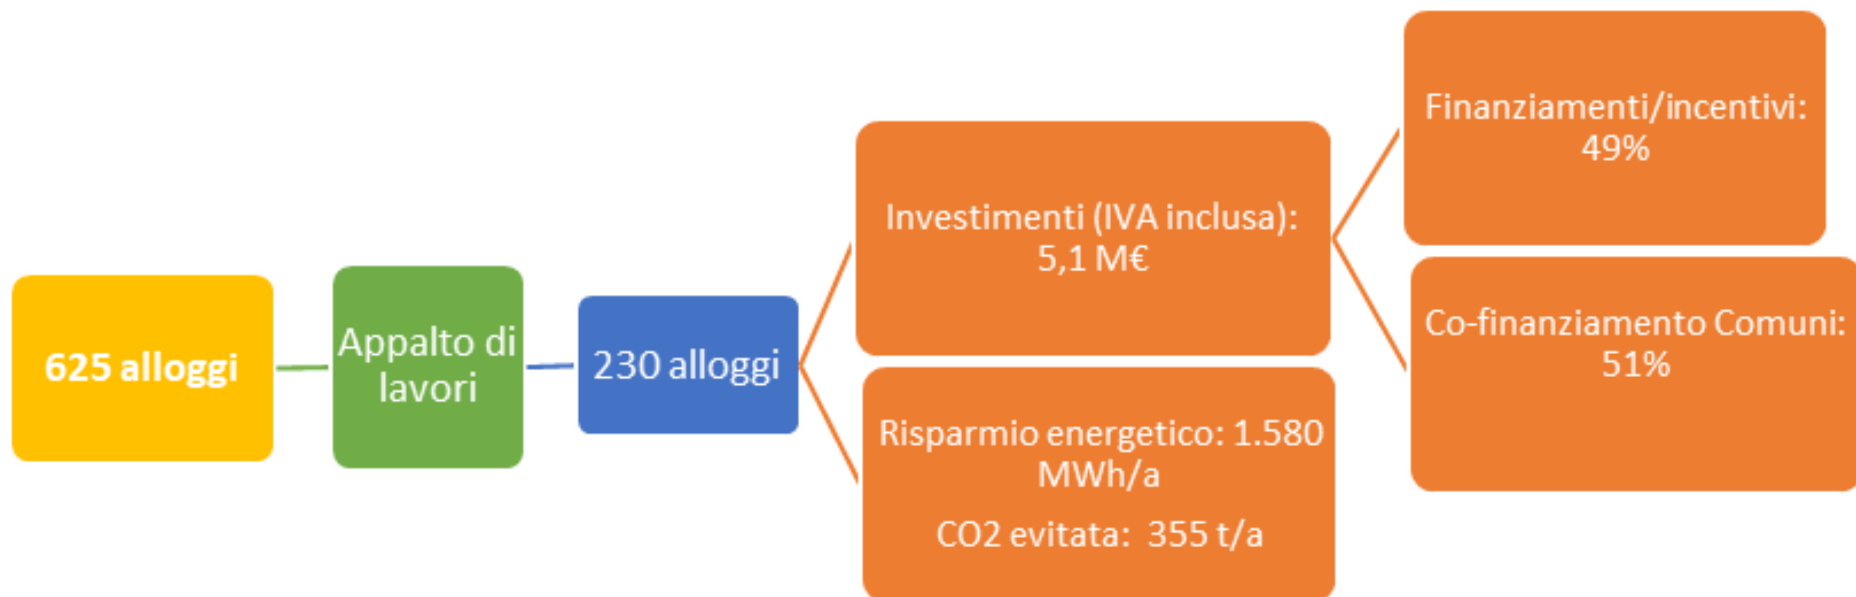 625 alloggi
Appalto di
lavori
230 alloggi
Investimenti (IVA inclusa):
5,1 M€
Risparmio energetico: 1.580
MWh/a
CO2 evitata:  355 t/a
Finanziamenti/incentivi:
49%
Co-finanziamento Comuni:
51%